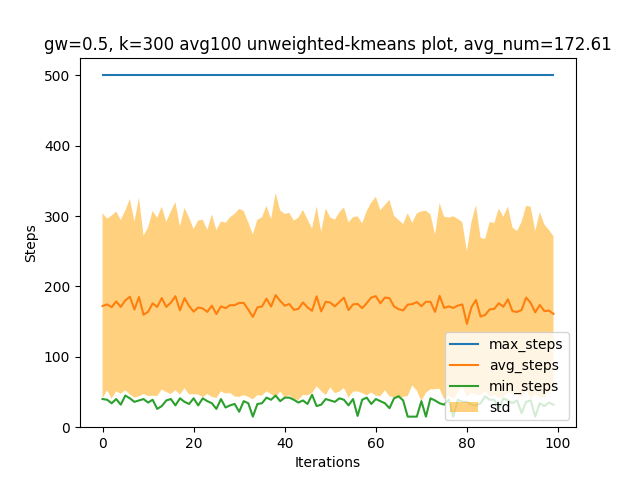 gw=0.5, k=300 avg100 unweighted-kmeans plot, avg_num=172.61
500
400
300
200
100
0
Steps
0
20
40
60
80
100
Iterations
max_steps
avg_steps
min_steps
std